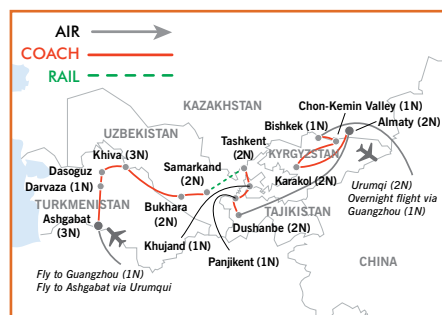 AIR
COACH
RAIL
KAZAKHSTAN
Chon-Kemin Valley (1N)
Bishkek (1N)
Almaty (2N)
UZBEKISTAN
Tashkent
(2N)
KYRGYZSTAN
Khiva (3N)
Samarkand
(2N)
Dasoguz
Darvaza (1N)
Karakol (2N)
Urumqi (2N)
Overnight flight via
Guangzhou (1N)
TURKMENISTAN
Bukhara
(2N)
TAJIKISTAN
Ashgabat
(3N)
Dushanbe (2N)
Khujand (1N)
Panjikent (1N)
CHINA
Fly to Guangzhou (1N)
Fly to Ashgabat via Urumqui